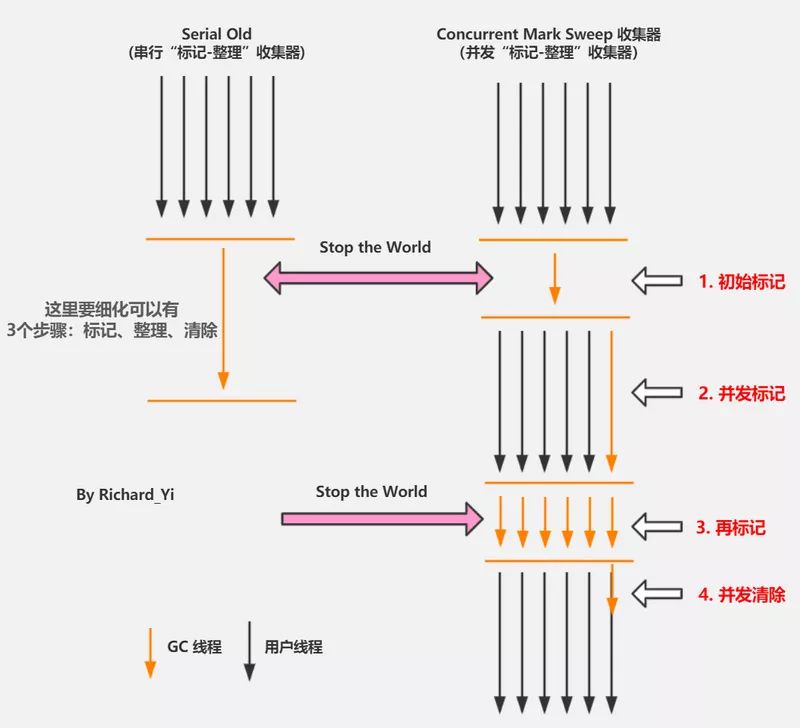 Serial Old
(串行“标记-整理”收集器)
Concurrent Mark Sweep 收集器
(并发“标记-整理”收集器)
Stop the World
1. 初始标记
这里要细化可以有
3个步骤：标记、整理、清除
2. 并发标记
By Richard_Yi
Stop the World
3. 再标记
4. 并发清除
GC 线程
用户线程